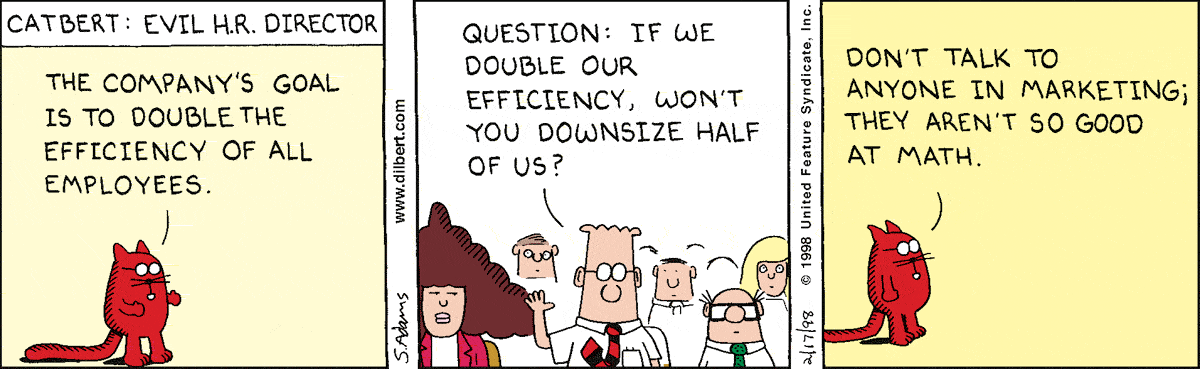 CATBERT: EVIL H.R. DIRECTOR
THE COMPANY'S GOAL
IS TO DOUBLE THE
EFFICIENCY OF ALL
EMPLOYEES.
www.dilbert.com
S.Adams
QUESTION: IF WE
DOUBLE OUR
EFFICIENCY, WON'T
YOU DOWNSIZE HALF
OF US?
2/17/98 © 1998 United Feature Syndicate, Inc.
DON'T TALK TO
ANYONE IN MARKETING;
THEY AREN'T SO GOOD
AT MATH.